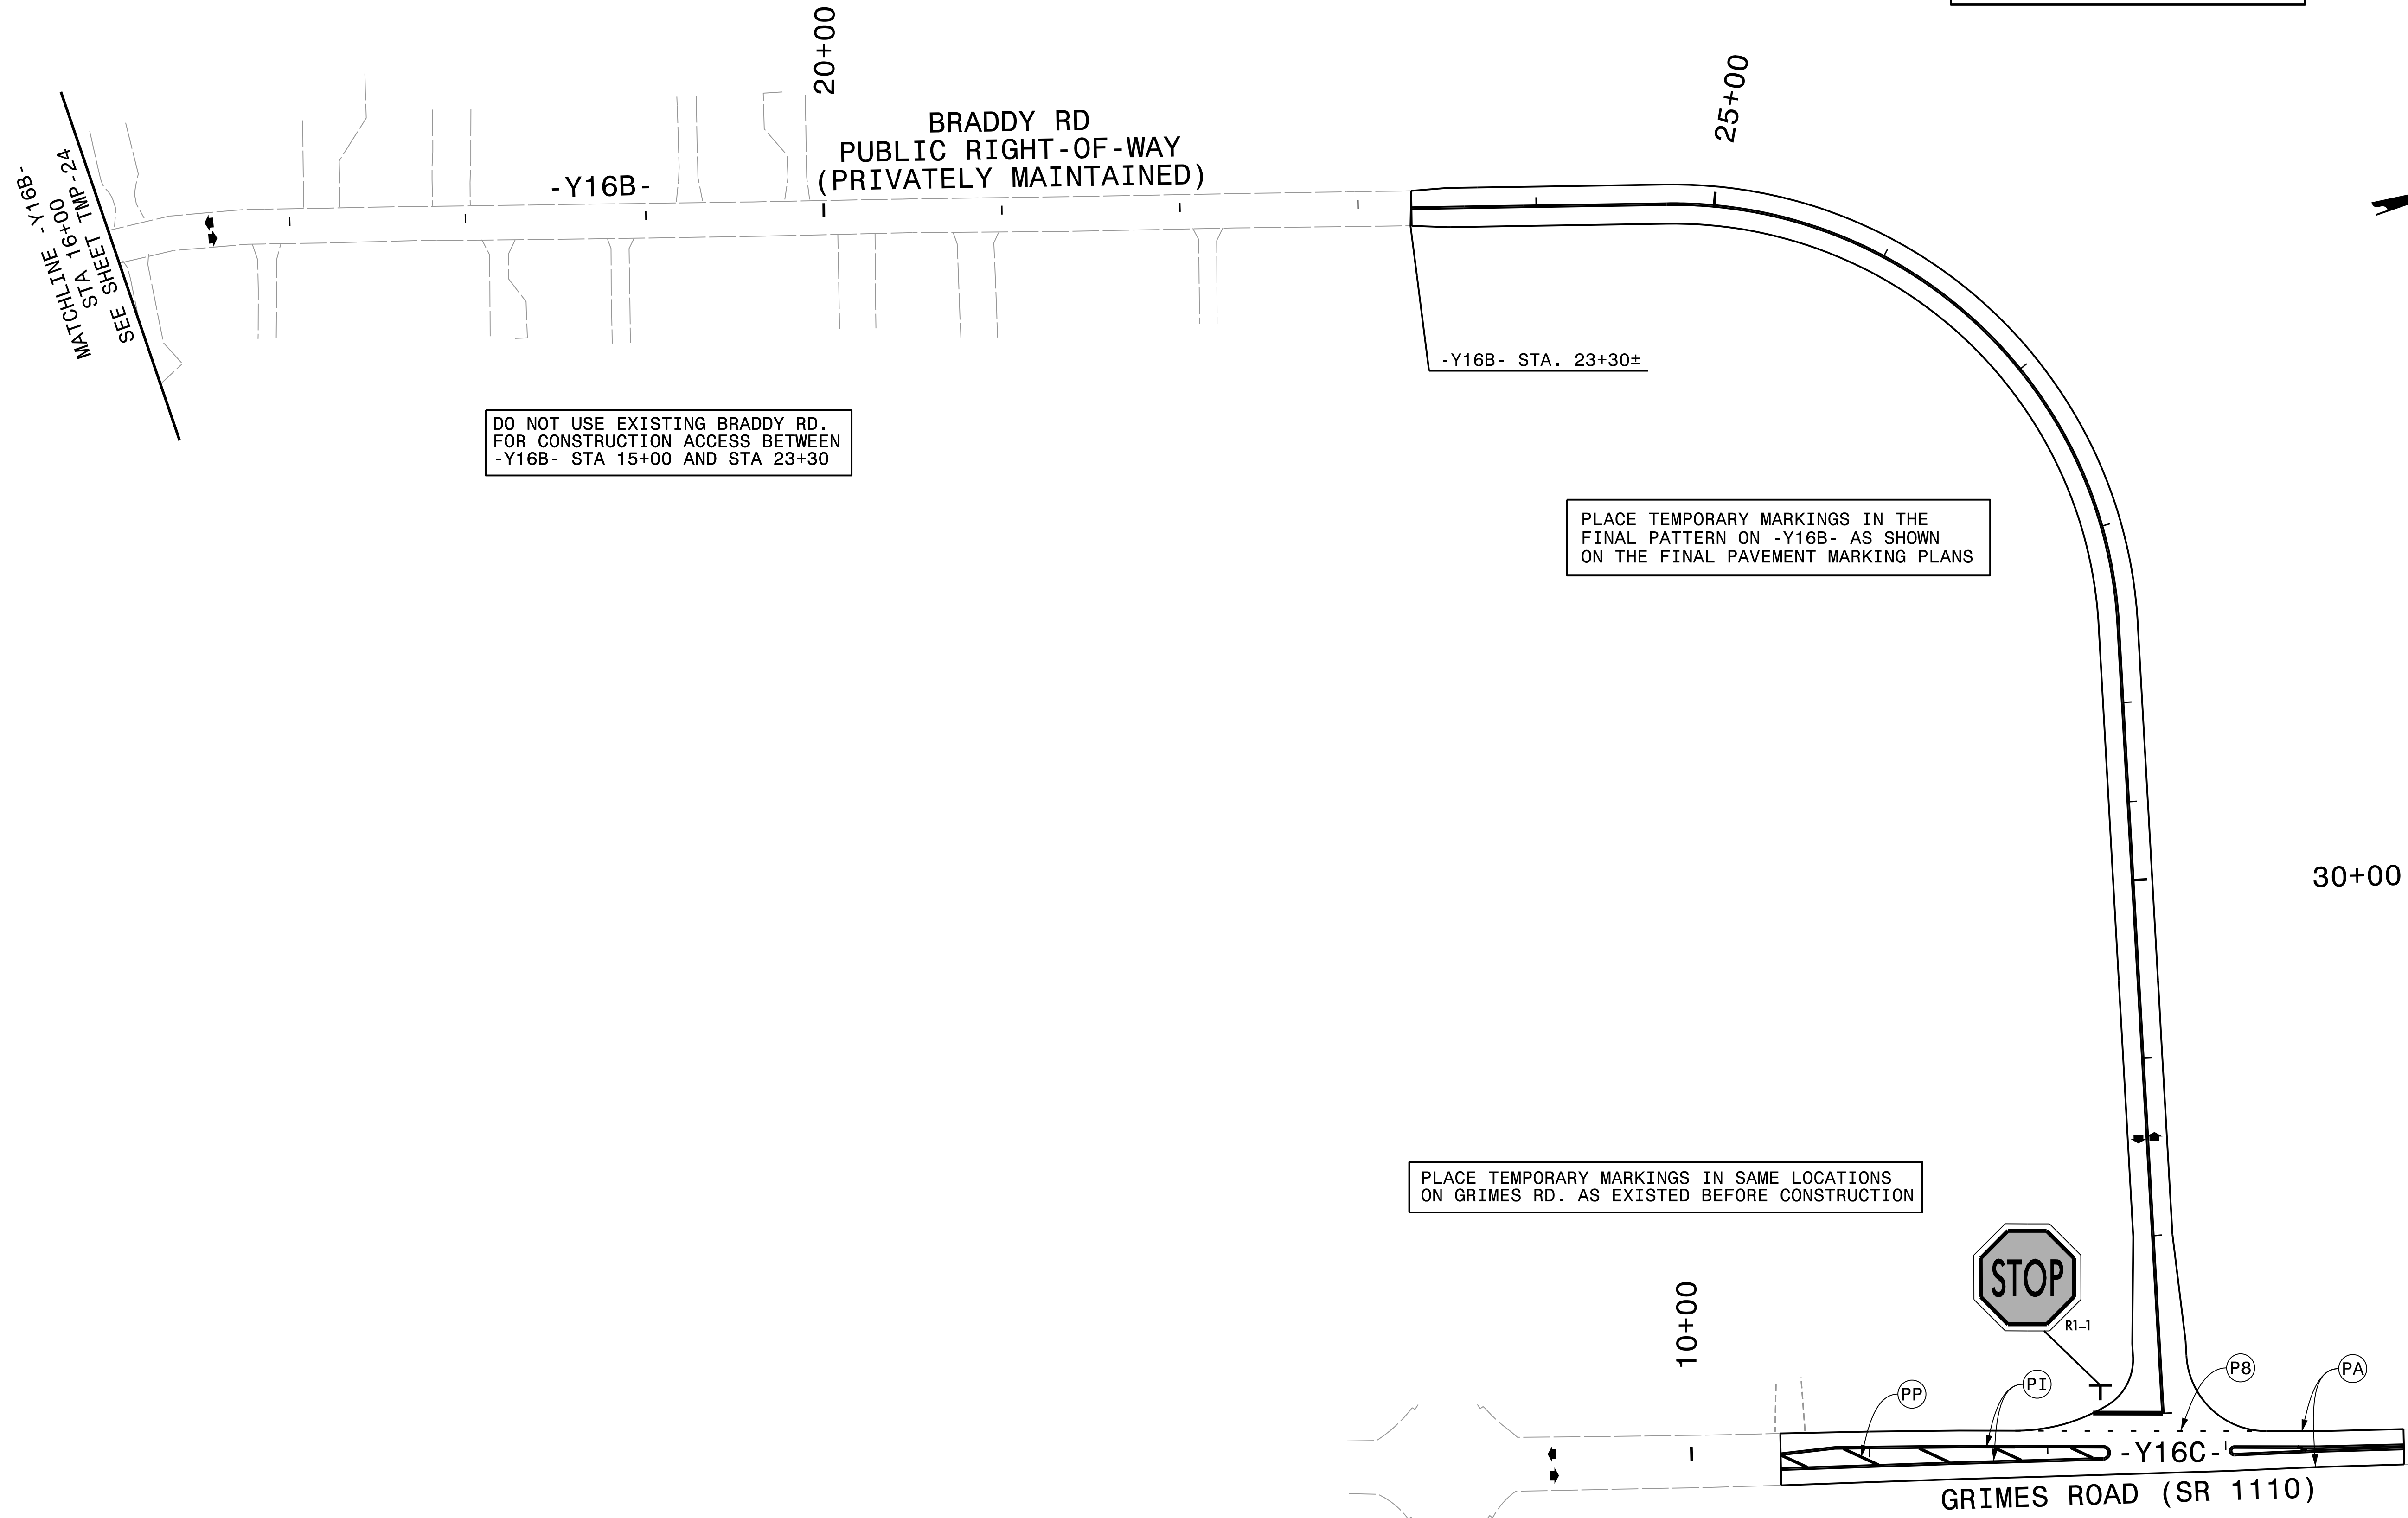 20+00
25+00
BRADDY RD
PUBLIC RIGHT-OF-WAY
(PRIVATELY MAINTAINED)
-Y16B-
MATCHLINE -Y16B-
STA 16+00
SEE SHEET TMP-24
-Y16B- STA. 23+30±
DO NOT USE EXISTING BRADDY RD.
FOR CONSTRUCTION ACCESS BETWEEN
-Y16B- STA 15+00 AND STA 23+30
PLACE TEMPORARY MARKINGS IN THE
FINAL PATTERN ON -Y16B- AS SHOWN
ON THE FINAL PAVEMENT MARKING PLANS
30+00
PLACE TEMPORARY MARKINGS IN SAME LOCATIONS
ON GRIMES RD. AS EXISTED BEFORE CONSTRUCTION
STOP
R1-1
10+00
PP
PI
P8
PA
-Y16C-
GRIMES ROAD (SR 1110)